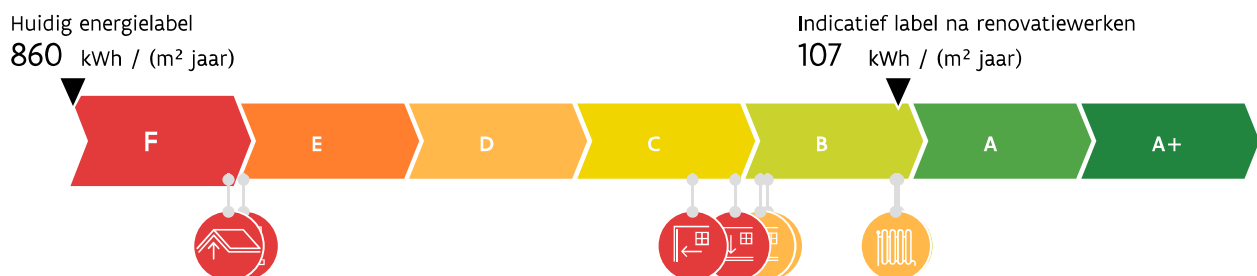 Huidig energielabel
860 kWh / (m² jaar)
Indicatief label na renovatiewerken
107 kWh / (m² jaar)
F E D C B A A+